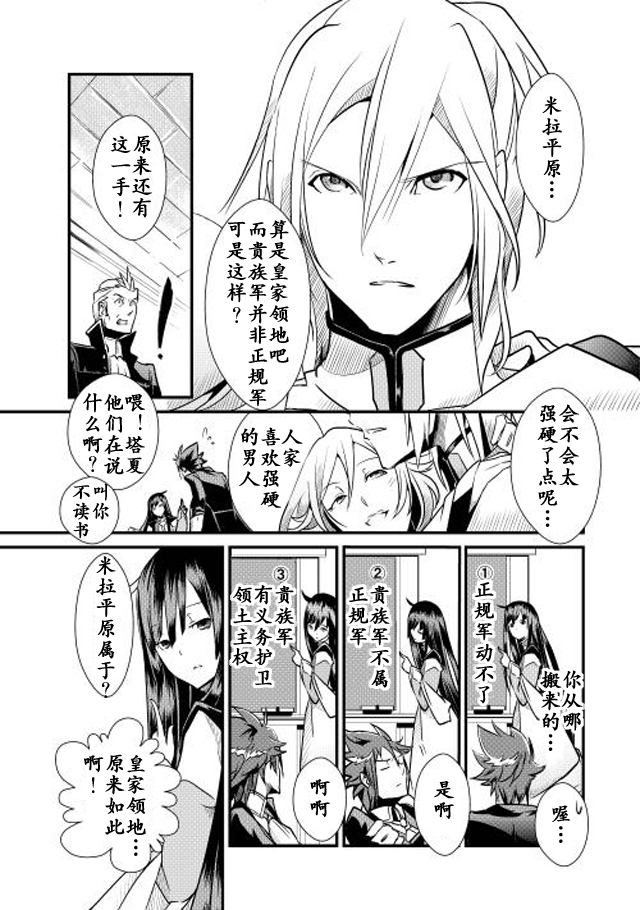 米拉平原…
算是皇家领地吧
而贵族军并非正规军
可是这样？
原来还有
这一手！
！
会不会太
强硬了点呢…
人家
喜欢强硬
的男人
喂！塔夏
他们在说
什么啊？
叫你
不读书
你从哪
搬来的…
①
正规军动不了
喔…
②
贵族军不属
正规军
是啊
③
贵族军
有义务护卫
领土主权
啊啊
米拉平原属于？
皇家领地…
原来如此
啊！